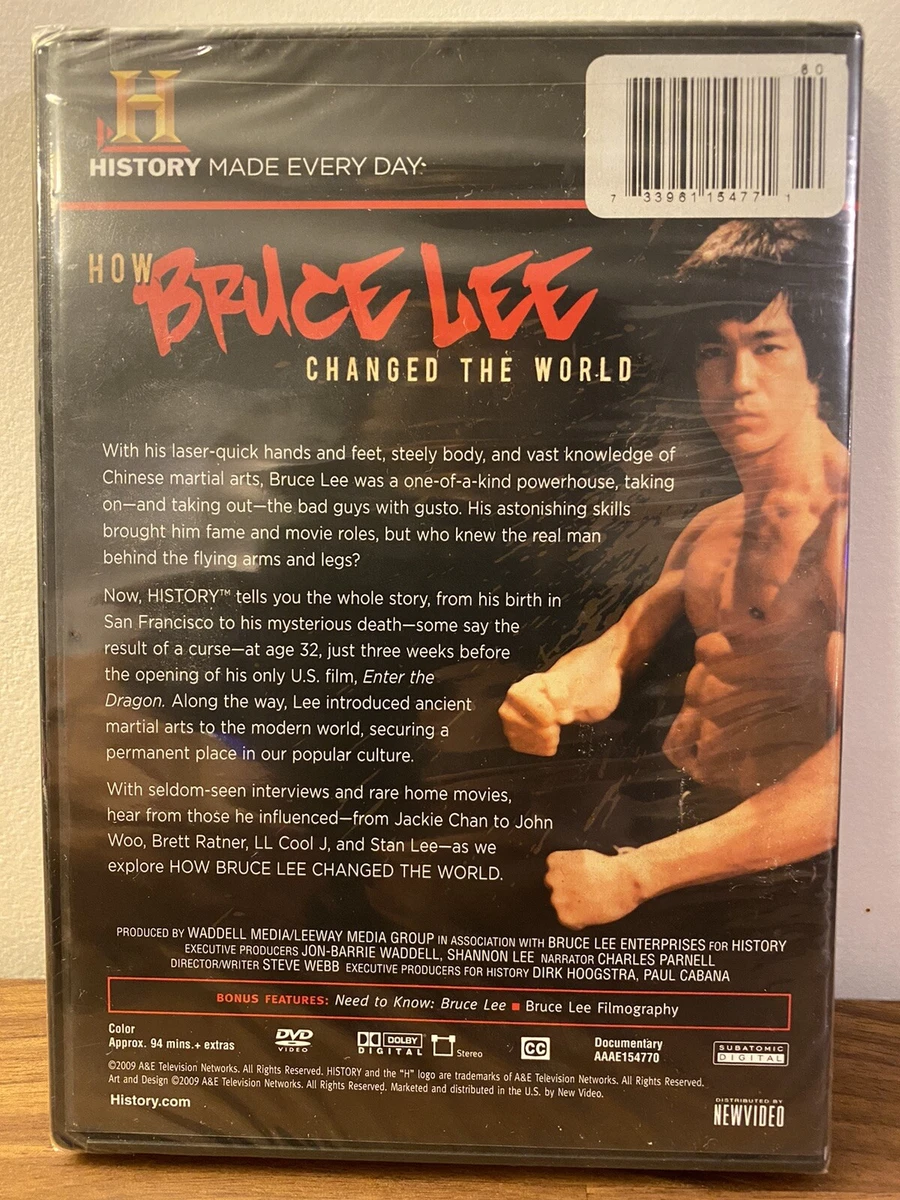 H
80
7 33961 15477 1
HISTORY MADE EVERY DAY.
HOW
BRUCE LEE
CHANGED THE WORLD
With his laser-quick hands and feet, steely body, and vast knowledge of
Chinese martial arts, Bruce Lee was a one-of-a-kind powerhouse, taking
on—and taking out—the bad guys with gusto. His astonishing skills
brought him fame and movie roles, but who knew the real man
behind the flying arms and legs?
Now, HISTORY™ tells you the whole story, from his birth in
San Francisco to his mysterious death—some say the
result of a curse—at age 32, just three weeks before
the opening of his only U.S. film, Enter the
Dragon. Along the way, Lee introduced ancient
martial arts to the modern world, securing a
permanent place in our popular culture.
With seldom-seen interviews and rare home movies,
hear from those he influenced—from Jackie Chan to John
Woo, Brett Ratner, LL Cool J, and Stan Lee—as we
explore HOW BRUCE LEE CHANGED THE WORLD.
PRODUCED BY WADDELL MEDIA/LEEWAY MEDIA GROUP IN ASSOCIATION WITH BRUCE LEE ENTERPRISES FOR HISTORY
EXECUTIVE PRODUCERS JON-BARRIE WADDELL, SHANNON LEE NARRATOR CHARLES PARNELL
DIRECTOR/WRITER STEVE WEBB EXECUTIVE PRODUCERS FOR HISTORY DIRK HOOGSTRA, PAUL CABANA
BONUS FEATURES: Need to Know: Bruce Lee ■ Bruce Lee Filmography
Color
Approx. 94 mins.+ extras
DVD
VIDEO
DOLBY
DIGITAL
Stereo
CC
Documentary
AAAE154770
SUBATOMIC
DIGITAL
©2009 A&E Television Networks. All Rights Reserved. HISTORY and the "H" logo are trademarks of A&E Television Networks. All Rights Reserved.
Art and Design ©2009 A&E Television Networks. All Rights Reserved. Marketed and distributed in the U.S. by New Video.
History.com
DISTRIBUTED BY
NEWVIDEO